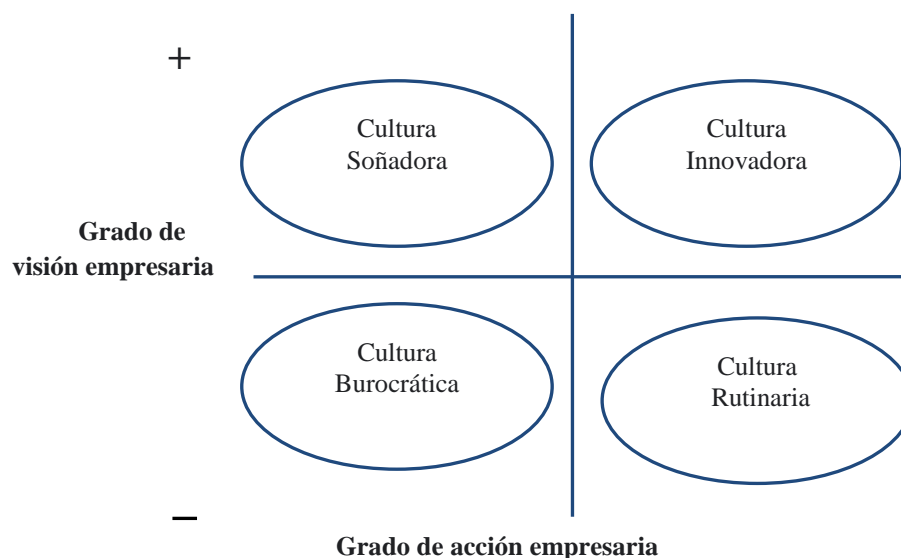 +
Cultura
Soñadora
Cultura
Innovadora
Grado de
visión empresaria
Cultura
Burocrática
Cultura
Rutinaria
–
Grado de acción empresaria